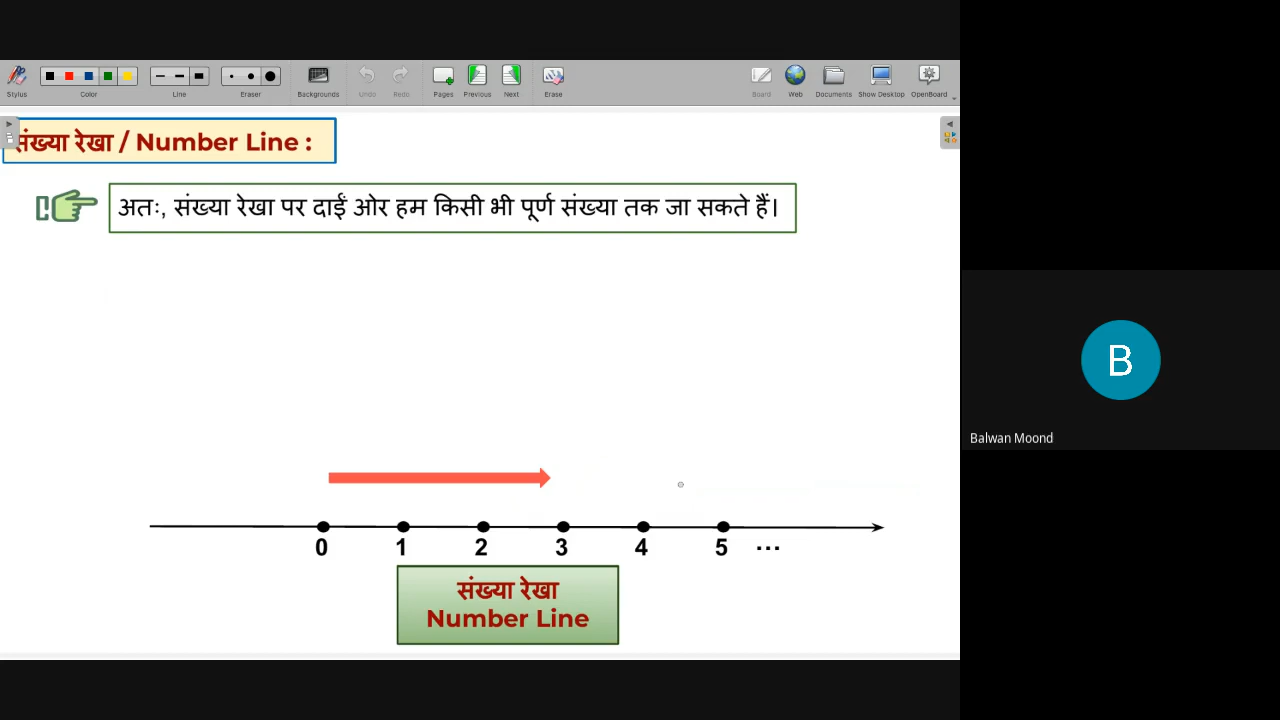 Stylus
Color
Line
Eraser
Backgrounds
Undo
Redo
Pages
Previous
Next
Erase
Board
Web
Documents
Show Desktop
OpenBoard
संख्या रेखा / Number Line :
अतः, संख्या रेखा पर दाईं ओर हम किसी भी पूर्ण संख्या तक जा सकते हैं।
0 1 2 3 4 5 ...
संख्या रेखा
Number Line
B
Balwan Moond